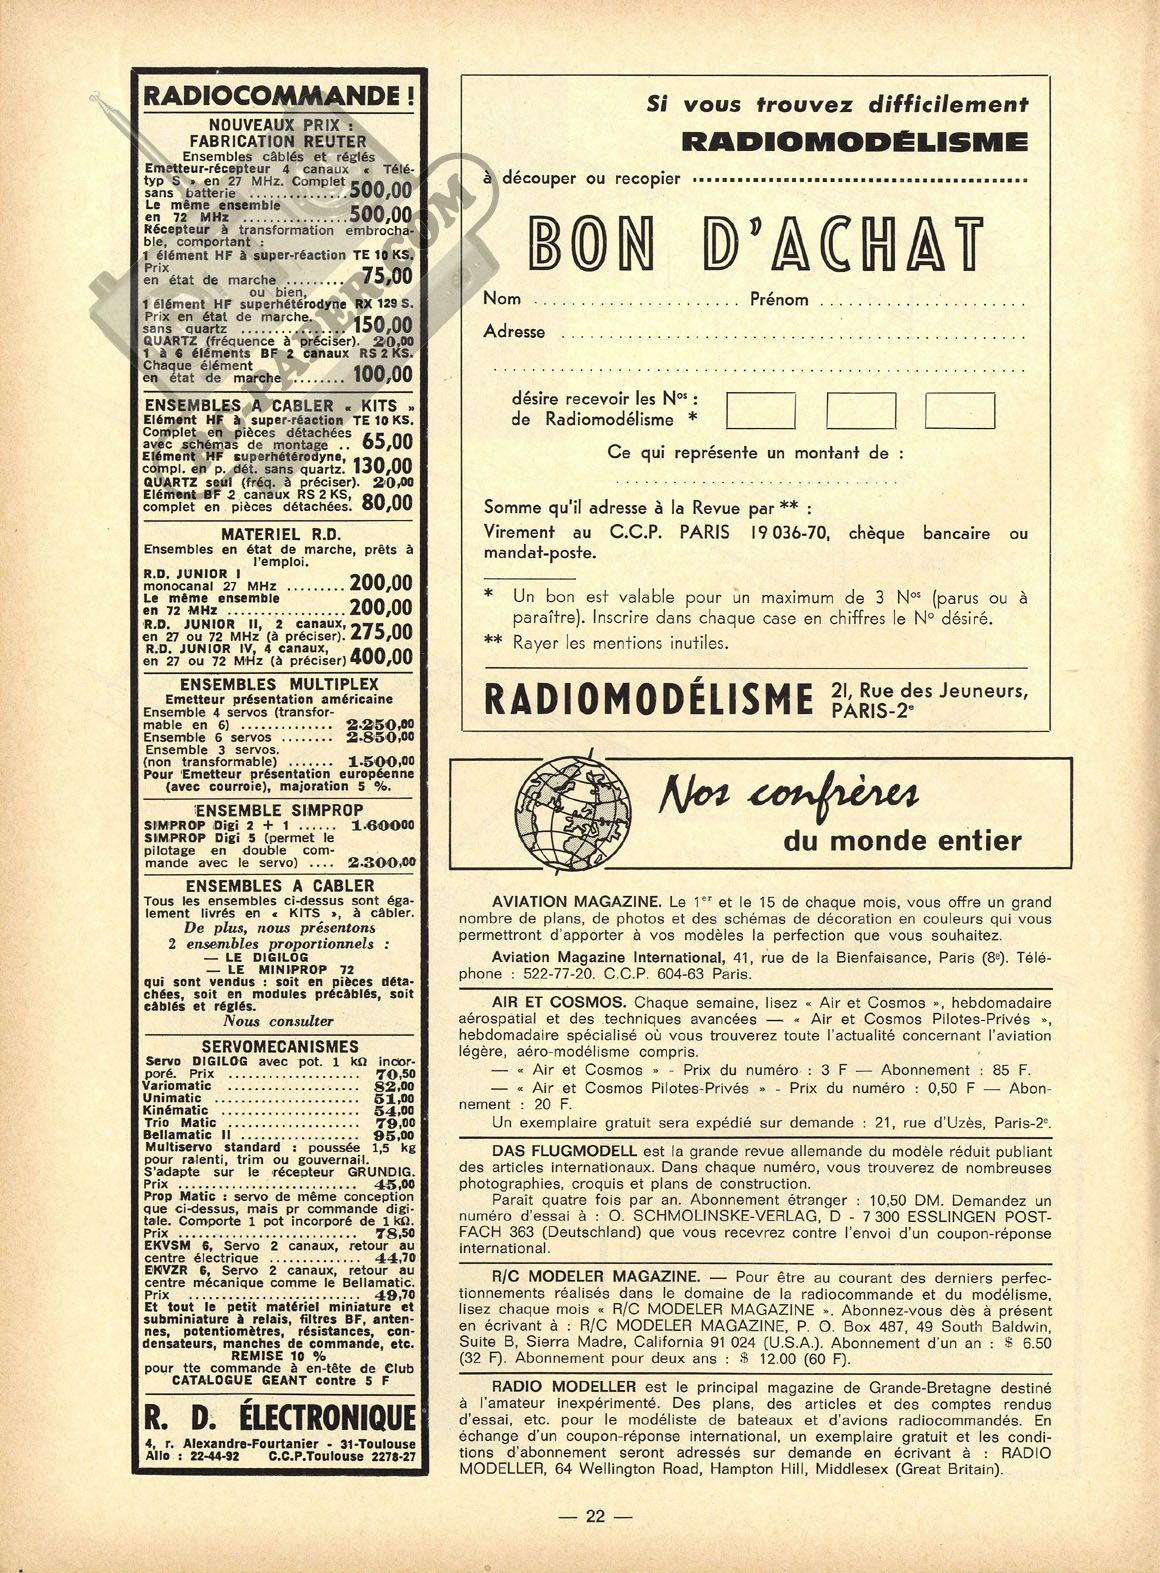 RADIOCOMMANDE !
NOUVEAUX PRIX :
FABRICATION REUTER
Ensembles câblés et réglés
Emetteur-récepteur 4 canaux « Télé-
typ S » en 27 MHz. Complet
sans batterie ............... 500,00
Le même ensemble
en 72 MHz ................ 500,00
Récepteur à transformation embrocha-
ble, comportant :
1 élément HF à super-réaction TE 10 KS.
Prix
en état de marche ......... 75,00
ou bien,
1 élément HF superhétérodyne RX 129 S.
Prix en état de marche.
sans quartz ............... 150,00
QUARTZ (fréquence à préciser). 20,00
1 à 6 éléments BF 2 canaux RS 2 KS.
Chaque élément
en état de marche ........ 100,00
ENSEMBLES A CABLER « KITS »
Elément HF à super-réaction TE 10 KS.
Complet en pièces détachées
avec schémas de montage .. 65,00
Elément HF superhétérodyne,
compl. en p. dét. sans quartz. 130,00
QUARTZ seul (fréq. à préciser). 20,00
Elément BF 2 canaux RS 2 KS,
complet en pièces détachées. 80,00
MATERIEL R.D.
Ensembles en état de marche, prêts à
l'emploi.
R.D. JUNIOR I
monocanal 27 MHz ......... 200,00
Le même ensemble
en 72 MHz .................. 200,00
R.D. JUNIOR II, 2 canaux,
en 27 ou 72 MHz (à préciser). 275,00
R.D. JUNIOR IV, 4 canaux,
en 27 ou 72 MHz (à préciser) 400,00
ENSEMBLES MULTIPLEX
Emetteur présentation américaine
Ensemble 4 servos (transfor-
mable en 6) .............. 2.250,00
Ensemble 6 servos ........ 2.850,00
Ensemble 3 servos.
(non transformable) ....... 1.500,00
Pour Emetteur présentation européenne
(avec courroie), majoration 5 %.
ENSEMBLE SIMPROP
SIMPROP Digi 2 + 1 ...... 1.60000
SIMPROP Digi 5 (permet le
pilotage en double com-
mande avec le servo) .... 2.300,00
ENSEMBLES A CABLER
Tous les ensembles ci-dessus sont éga-
lement livrés en « KITS », à câbler.
De plus, nous présentons
2 ensembles proportionnels :
— LE DIGILOG
— LE MINIPROP 72
qui sont vendus : soit en pièces déta-
chées, soit en modules précâblés, soit
câblés et réglés.
Nous consulter
SERVOMECANISMES
Servo DIGILOG avec pot. 1 kΩ incor-
poré. Prix .................... 70,50
Variomatic .................... 82,00
Unimatic ...................... 51,00
Kinématic ..................... 54,00
Trio Matic .................... 79,00
Bellamatic II .................. 95,00
Multiservo standard : poussée 1,5 kg
pour ralenti, trim ou gouvernail.
S'adapte sur le récepteur GRUNDIG.
Prix ........................... 45,00
Prop Matic : servo de même conception
que ci-dessus, mais pr commande digi-
tale. Comporte 1 pot incorporé de 1 kΩ.
Prix ........................... 78,50
EKVSM 6, Servo 2 canaux, retour au
centre électrique .............. 44,70
EKVZR 6, Servo 2 canaux, retour au
centre mécanique comme le Bellamatic.
Prix ........................... 49,70
Et tout le petit matériel miniature et
subminiature à relais, filtres BF, anten-
nes, potentiomètres, résistances, con-
densateurs, manches de commande, etc.
REMISE 10 %
pour tte commande à en-tête de Club
CATALOGUE GEANT contre 5 F
R. D. ÉLECTRONIQUE
4, r. Alexandre-Fourtanier - 31-Toulouse
Allo : 22-44-92 C.C.P.Toulouse 2278-27
RC-PAPER.COM
Si vous trouvez difficilement
RADIOMODÉLISME
à découper ou recopier ..........................................
BON D'ACHAT
Nom ........................ Prénom ........................
Adresse ................................................
................................................
désire recevoir les Nos :
de Radiomodélisme *
Ce qui représente un montant de :
................................
Somme qu'il adresse à la Revue par ** :
Virement au C.C.P. PARIS 19 036-70, chèque bancaire ou
mandat-poste.
* Un bon est valable pour un maximum de 3 Nos (parus ou à
paraître). Inscrire dans chaque case en chiffres le No désiré.
** Rayer les mentions inutiles.
RADIOMODÉLISME 21, Rue des Jeuneurs,
PARIS-2e
Nos confrères
du monde entier
AVIATION MAGAZINE. Le 1er et le 15 de chaque mois, vous offre un grand
nombre de plans, de photos et des schémas de décoration en couleurs qui vous
permettront d'apporter à vos modèles la perfection que vous souhaitez.
Aviation Magazine International, 41, rue de la Bienfaisance, Paris (8e). Télé-
phone : 522-77-20. C.C.P. 604-63 Paris.
AIR ET COSMOS. Chaque semaine, lisez « Air et Cosmos », hebdomadaire
aérospatial et des techniques avancées — « Air et Cosmos Pilotes-Privés »,
hebdomadaire spécialisé où vous trouverez toute l'actualité concernant l'aviation
légère, aéro-modélisme compris.
— « Air et Cosmos » - Prix du numéro : 3 F — Abonnement : 85 F.
— « Air et Cosmos Pilotes-Privés » - Prix du numéro : 0,50 F — Abon-
nement : 20 F.
Un exemplaire gratuit sera expédié sur demande : 21, rue d'Uzès, Paris-2e.
DAS FLUGMODELL est la grande revue allemande du modèle réduit publiant
des articles internationaux. Dans chaque numéro, vous trouverez de nombreuses
photographies, croquis et plans de construction.
Paraît quatre fois par an. Abonnement étranger : 10,50 DM. Demandez un
numéro d'essai à : O. SCHMOLINSKE-VERLAG, D - 7 300 ESSLINGEN POST-
FACH 363 (Deutschland) que vous recevrez contre l'envoi d'un coupon-réponse
international.
R/C MODELER MAGAZINE. — Pour être au courant des derniers perfec-
tionnements réalisés dans le domaine de la radiocommande et du modélisme,
lisez chaque mois « R/C MODELER MAGAZINE ». Abonnez-vous dès à présent
en écrivant à : R/C MODELER MAGAZINE, P. O. Box 487, 49 South Baldwin,
Suite B, Sierra Madre, California 91 024 (U.S.A.). Abonnement d'un an : $ 6.50
(32 F). Abonnement pour deux ans : $ 12.00 (60 F).
RADIO MODELLER est le principal magazine de Grande-Bretagne destiné
à l'amateur inexpérimenté. Des plans, des articles et des comptes rendus
d'essai, etc. pour le modéliste de bateaux et d'avions radiocommandés. En
échange d'un coupon-réponse international, un exemplaire gratuit et les condi-
tions d'abonnement seront adressés sur demande en écrivant à : RADIO
MODELLER, 64 Wellington Road, Hampton Hill, Middlesex (Great Britain).
— 22 —